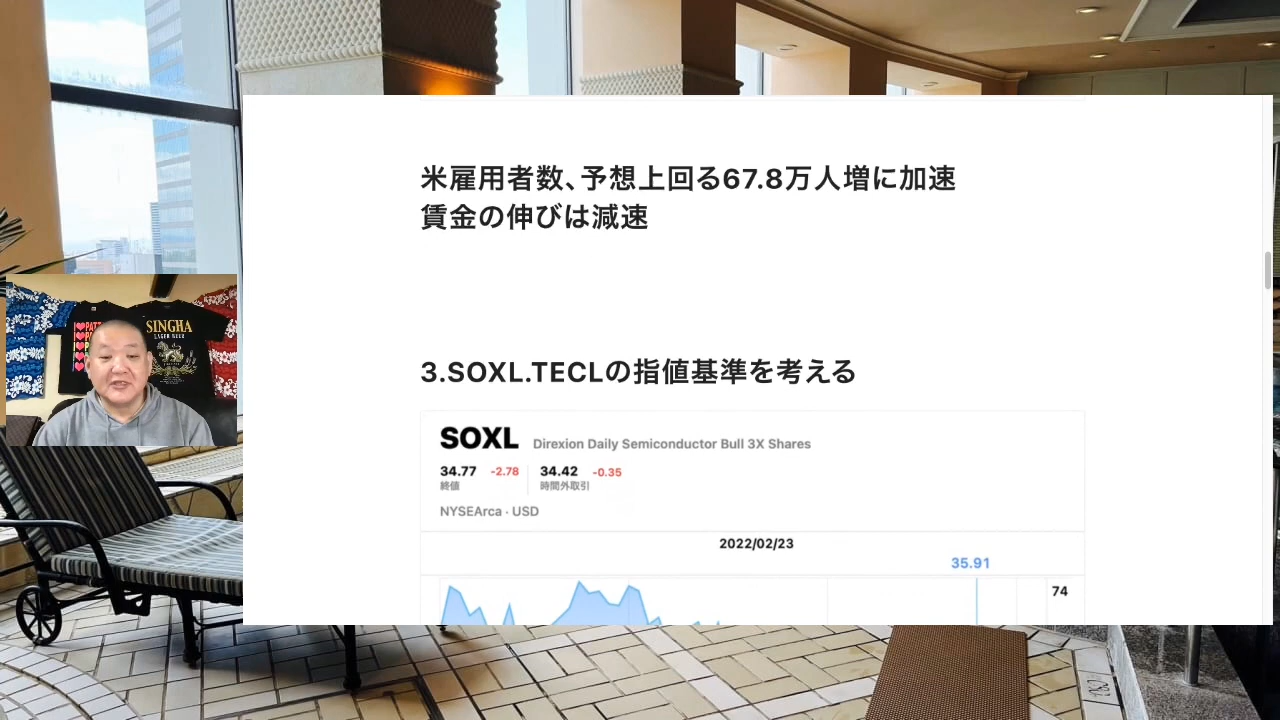 米雇用者数、予想上回る67.8万人増に加速
賃金の伸びは減速
3.SOXL.TECLの指値基準を考える
SOXL Direxion Daily Semiconductor Bull 3X Shares
34.77 -2.78 34.42 -0.35
終値 時間外取引
NYSEArca · USD
2022/02/23
35.91
74
SINGHA
LAGER BEER